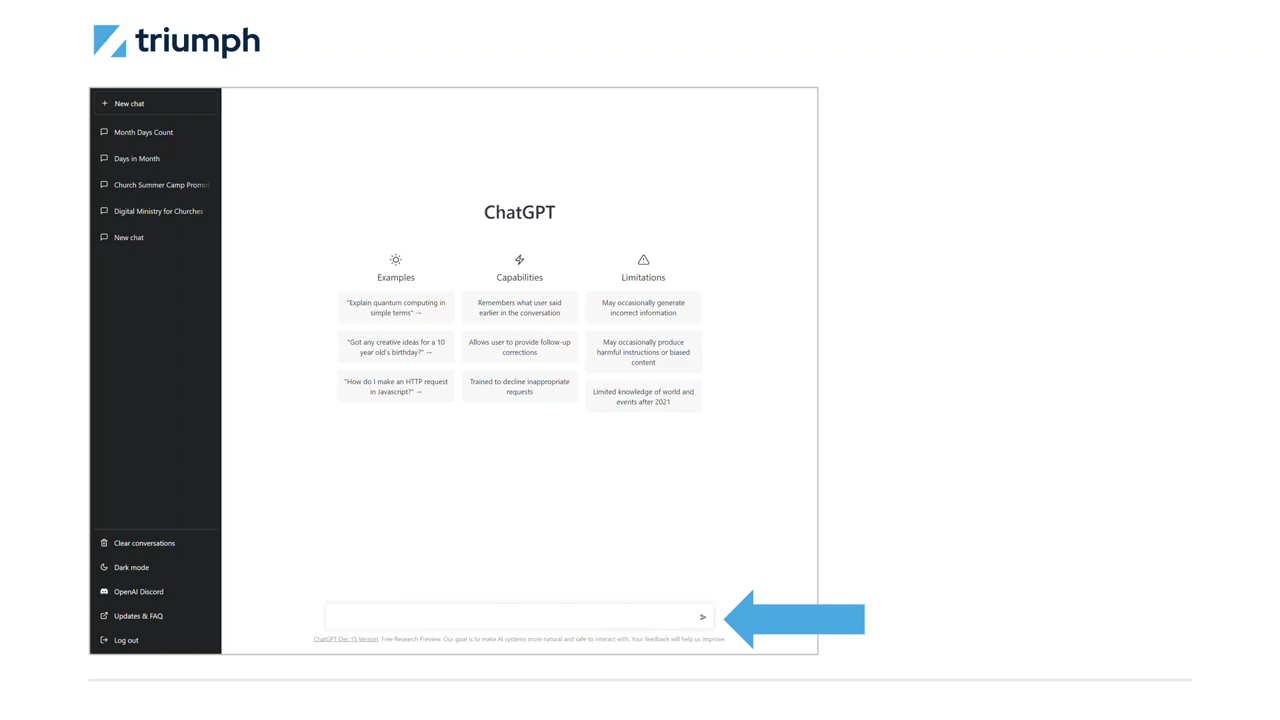 triumph
New chat
Month Days Count
Days in Month
Church Summer Camp Promot
Digital Ministry for Churches
New chat
Clear conversations
Dark mode
OpenAI Discord
Updates & FAQ
Log out
ChatGPT
Examples
"Explain quantum computing in
simple terms" →
"Got any creative ideas for a 10
year old's birthday?" →
"How do I make an HTTP request
in Javascript?" →
Capabilities
Remembers what user said
earlier in the conversation
Allows user to provide follow-up
corrections
Trained to decline inappropriate
requests
Limitations
May occasionally generate
incorrect information
May occasionally produce
harmful instructions or biased
content
Limited knowledge of world and
events after 2021
ChatGPT Dec 15 Version. Free Research Preview. Our goal is to make AI systems more natural and safe to interact with. Your feedback will help us improve.